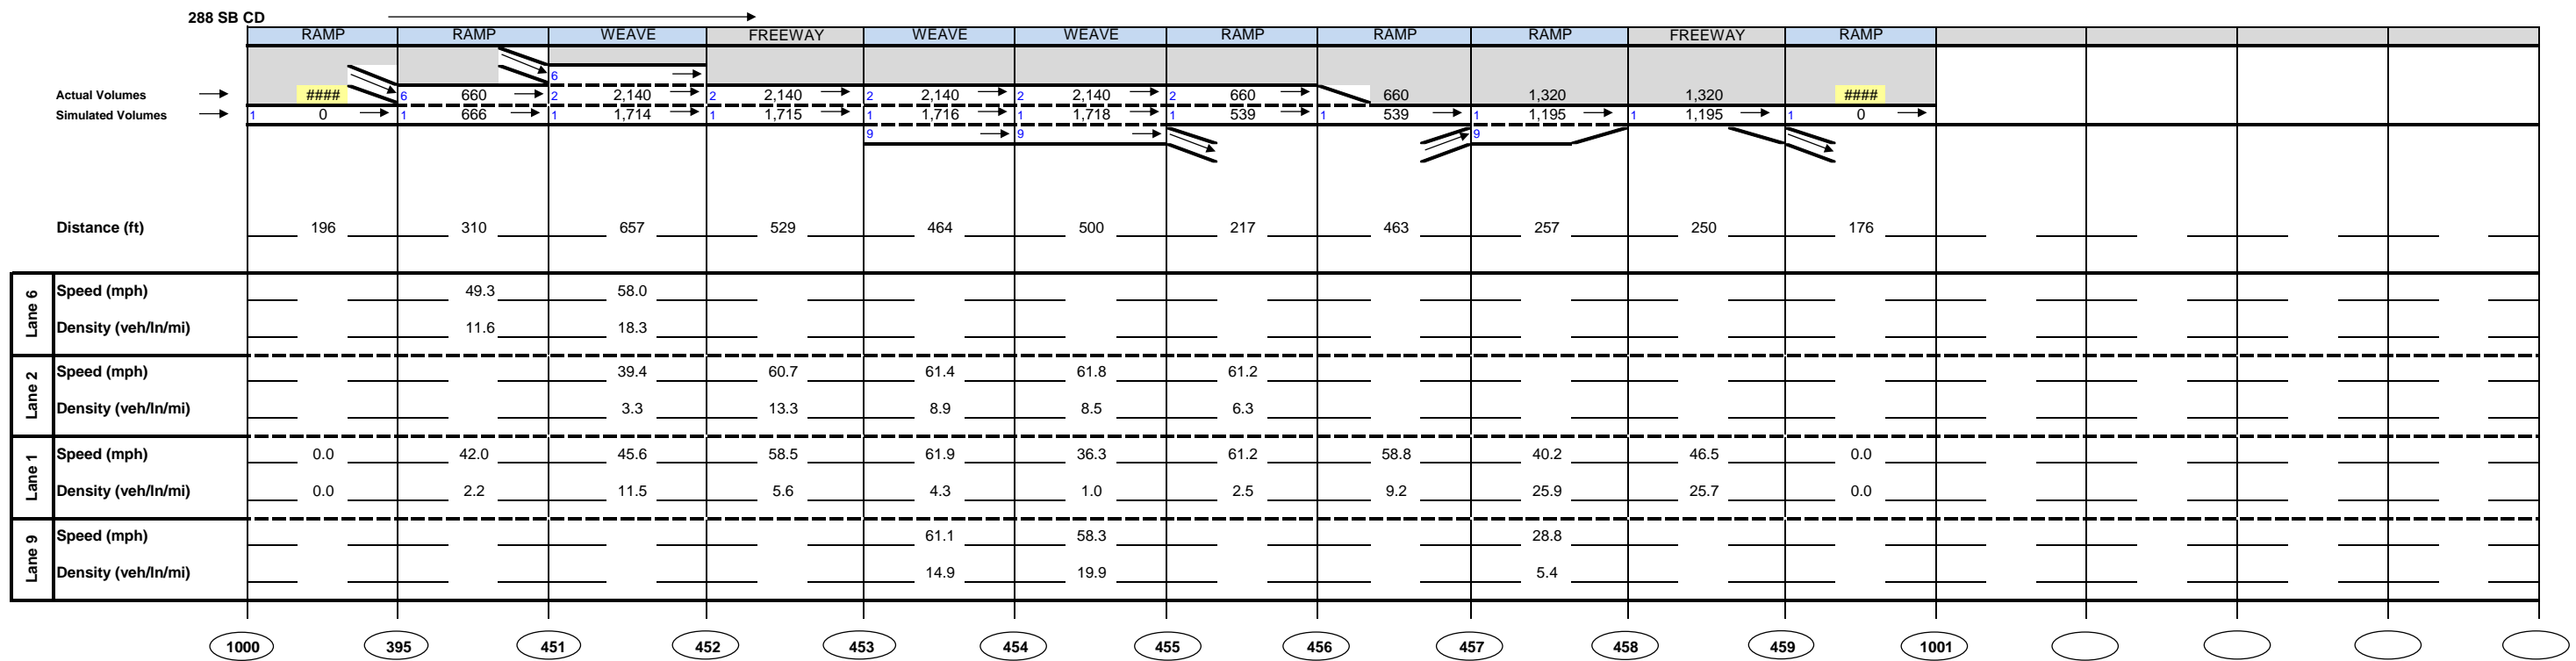 288 SB CD
RAMP RAMP WEAVE FREEWAY WEAVE WEAVE RAMP RAMP RAMP FREEWAY RAMP
6
Actual Volumes #### 6 660 2 2,140 2 2,140 2 2,140 2 2,140 2 660 660 1,320 1,320 ####
Simulated Volumes 1 0 1 666 1 1,714 1 1,715 1 1,716 1 1,718 1 539 1 539 1 1,195 1 1,195 1 0
9 9 9
Distance (ft) 196 310 657 529 464 500 217 463 257 250 176
Lane 6
Speed (mph) 49.3 58.0
Density (veh/ln/mi) 11.6 18.3
Lane 2
Speed (mph) 39.4 60.7 61.4 61.8 61.2
Density (veh/ln/mi) 3.3 13.3 8.9 8.5 6.3
Lane 1
Speed (mph) 0.0 42.0 45.6 58.5 61.9 36.3 61.2 58.8 40.2 46.5 0.0
Density (veh/ln/mi) 0.0 2.2 11.5 5.6 4.3 1.0 2.5 9.2 25.9 25.7 0.0
Lane 9
Speed (mph) 61.1 58.3 28.8
Density (veh/ln/mi) 14.9 19.9 5.4
1000 395 451 452 453 454 455 456 457 458 459 1001